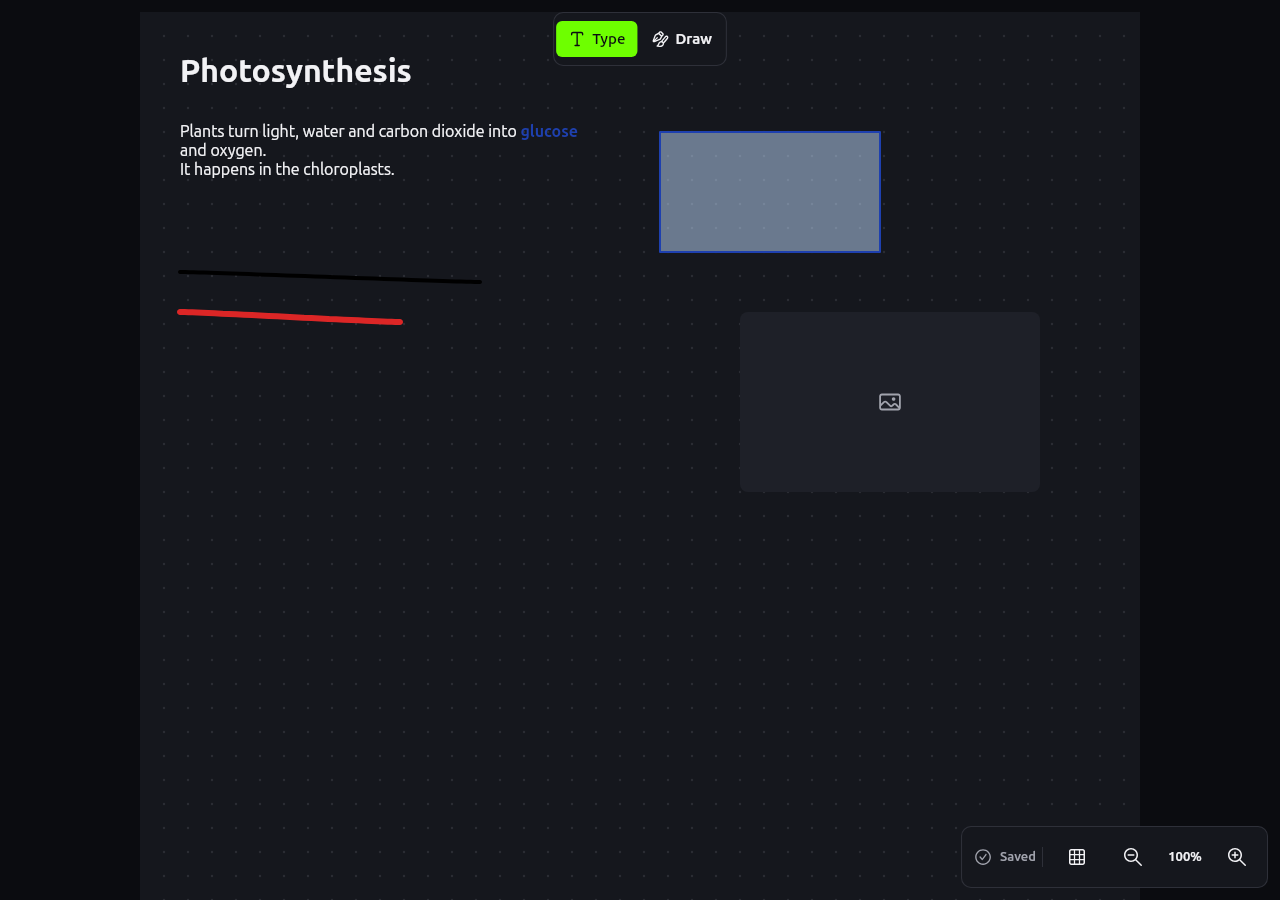 Type
Draw
Photosynthesis
Plants turn light, water and carbon dioxide into glucose
and oxygen.
It happens in the chloroplasts.
Saved
100%